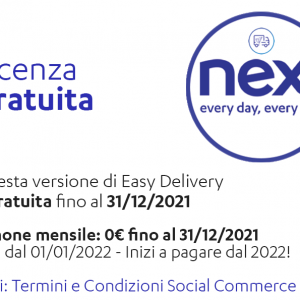 cenza
ratuita
nex
every day, every
esta versione di Easy Delivery
ratuita fino al 31/12/2021
one mensile: 0€ fino al 31/12/2021
dal 01/01/2022 - Inizi a pagare dal 2022!
i: Termini e Condizioni Social Commerce